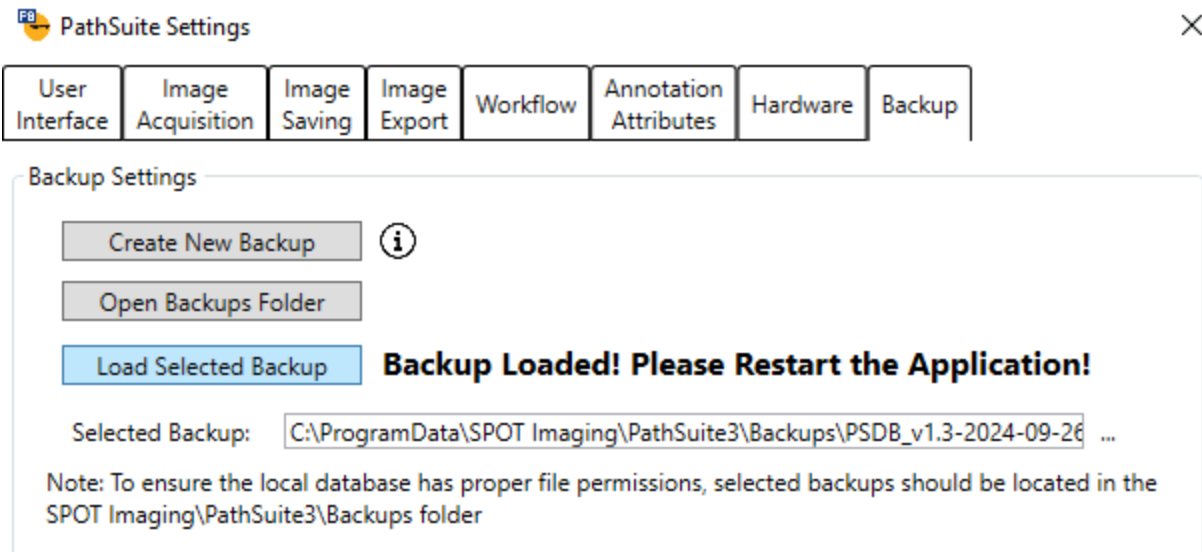 F8
PathSuite Settings
User Interface
Image Acquisition
Image Saving
Image Export
Workflow
Annotation Attributes
Hardware
Backup
Backup Settings
Create New Backup
i
Open Backups Folder
Load Selected Backup
Backup Loaded! Please Restart the Application!
Selected Backup: C:\ProgramData\SPOT Imaging\PathSuite3\Backups\PSDB_v1.3-2024-09-26 ...
Note: To ensure the local database has proper file permissions, selected backups should be located in the
SPOT Imaging\PathSuite3\Backups folder